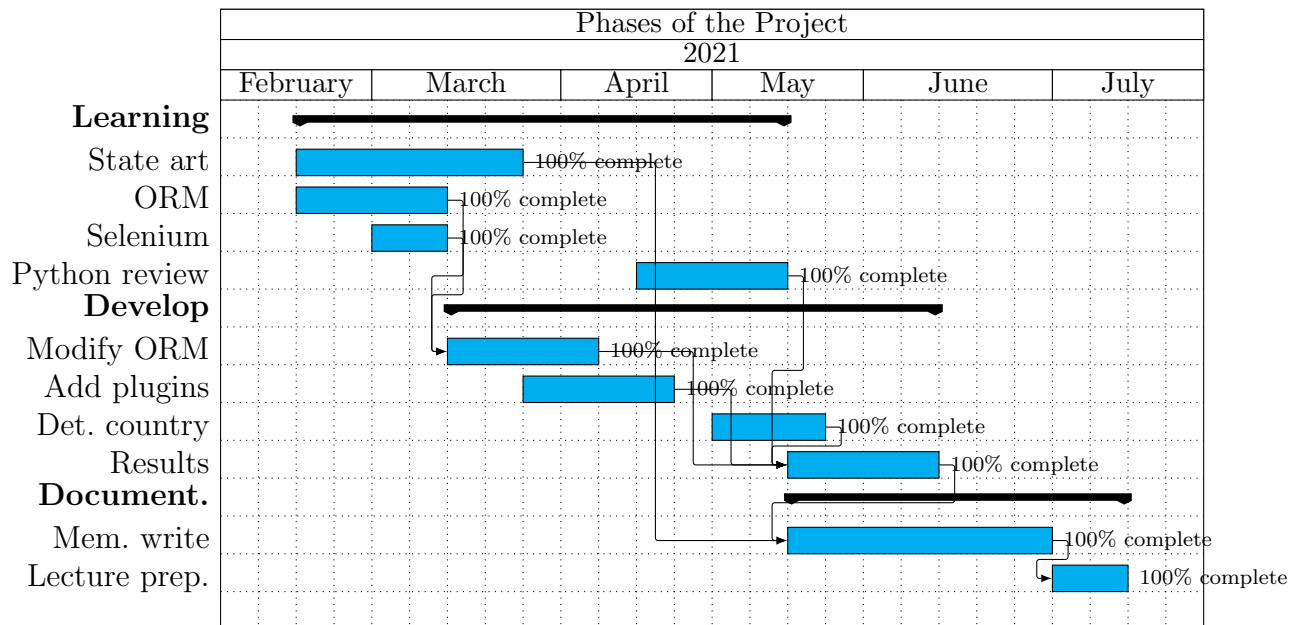 Phases of the Project
2021
February March April May June July
Learning
State art 100% complete
ORM 100% complete
Selenium 100% complete
Python review 100% complete
Develop
Modify ORM 100% complete
Add plugins 100% complete
Det. country 100% complete
Results 100% complete
Document.
Mem. write 100% complete
Lecture prep. 100% complete